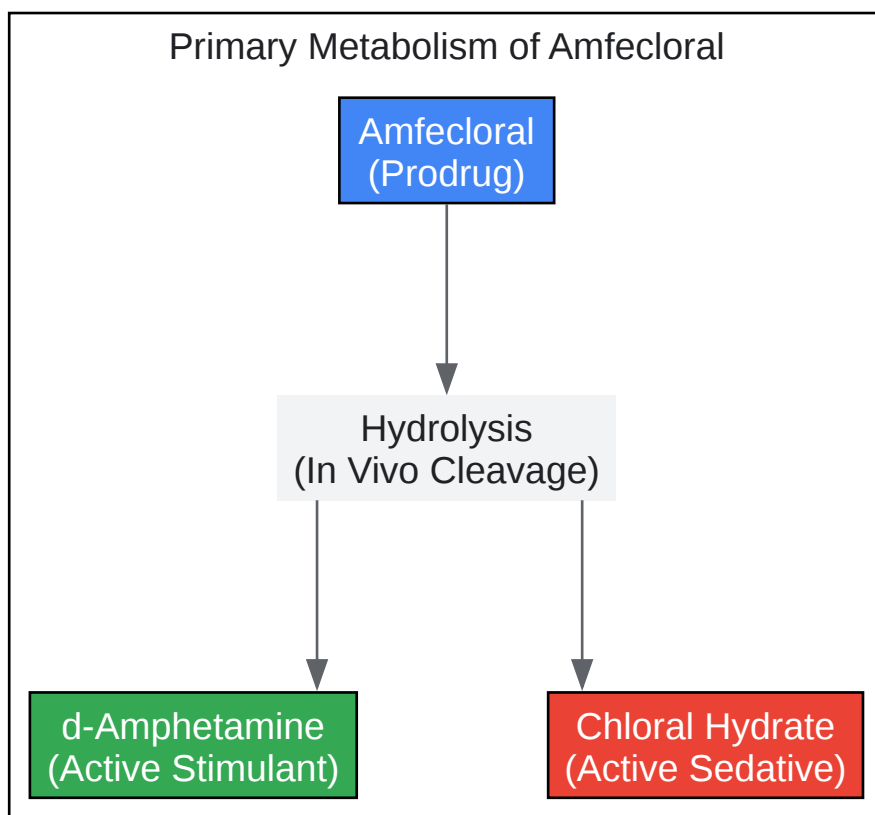 Primary Metabolism of Amfecloral
Amfecloral
(Prodrug)
Hydrolysis
(In Vivo Cleavage)
d-Amphetamine
(Active Stimulant)
Chloral Hydrate
(Active Sedative)